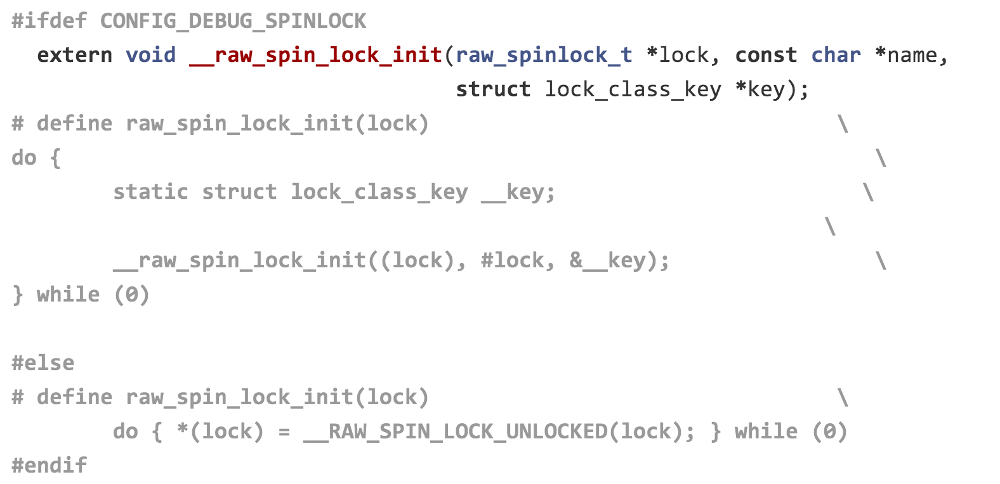 #ifdef CONFIG_DEBUG_SPINLOCK
  extern void __raw_spin_lock_init(raw_spinlock_t *lock, const char *name,
                                   struct lock_class_key *key);
# define raw_spin_lock_init(lock)                                \
do {                                                                \
        static struct lock_class_key __key;                        \
                                                                \
        __raw_spin_lock_init((lock), #lock, &__key);                \
} while (0)

#else
# define raw_spin_lock_init(lock)                                \
        do { *(lock) = __RAW_SPIN_LOCK_UNLOCKED(lock); } while (0)
#endif